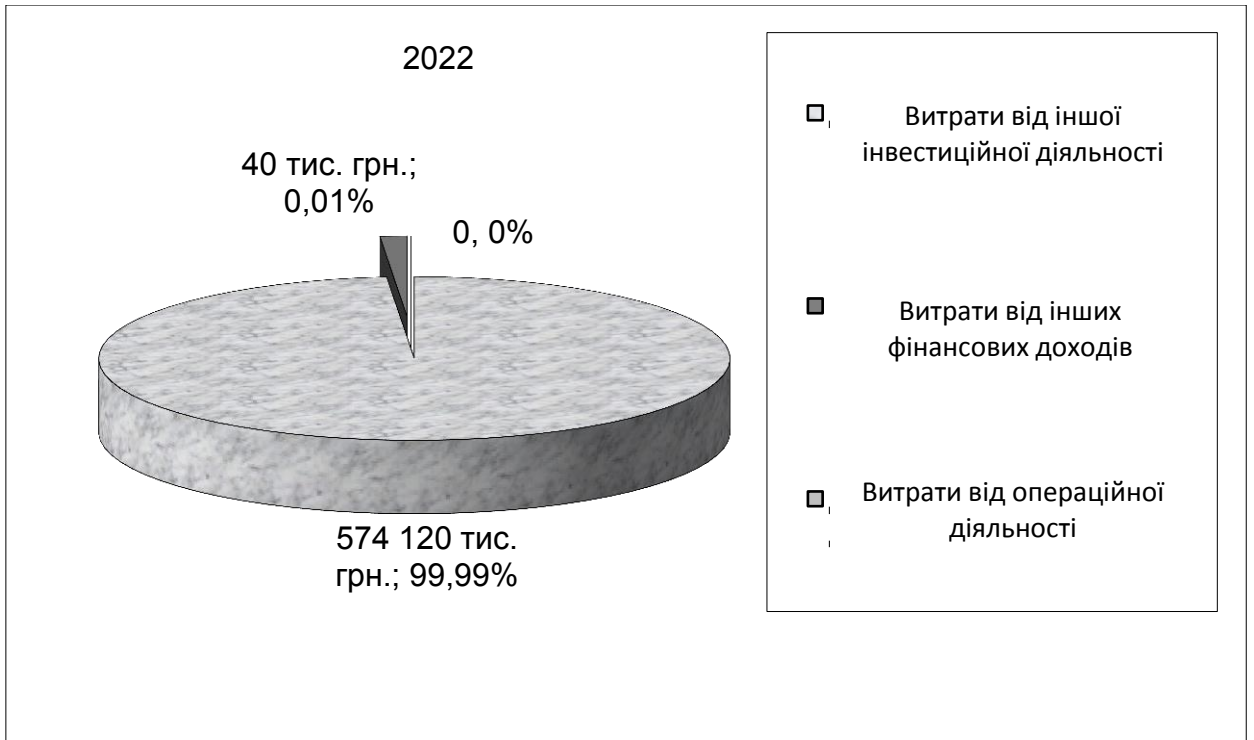 2022
40 тис. грн.;
0,01%
0, 0%
574 120 тис.
грн.; 99,99%
Витрати від іншої
інвестиційної діяльності
Витрати від інших
фінансових доходів
Витрати від операційної
діяльності